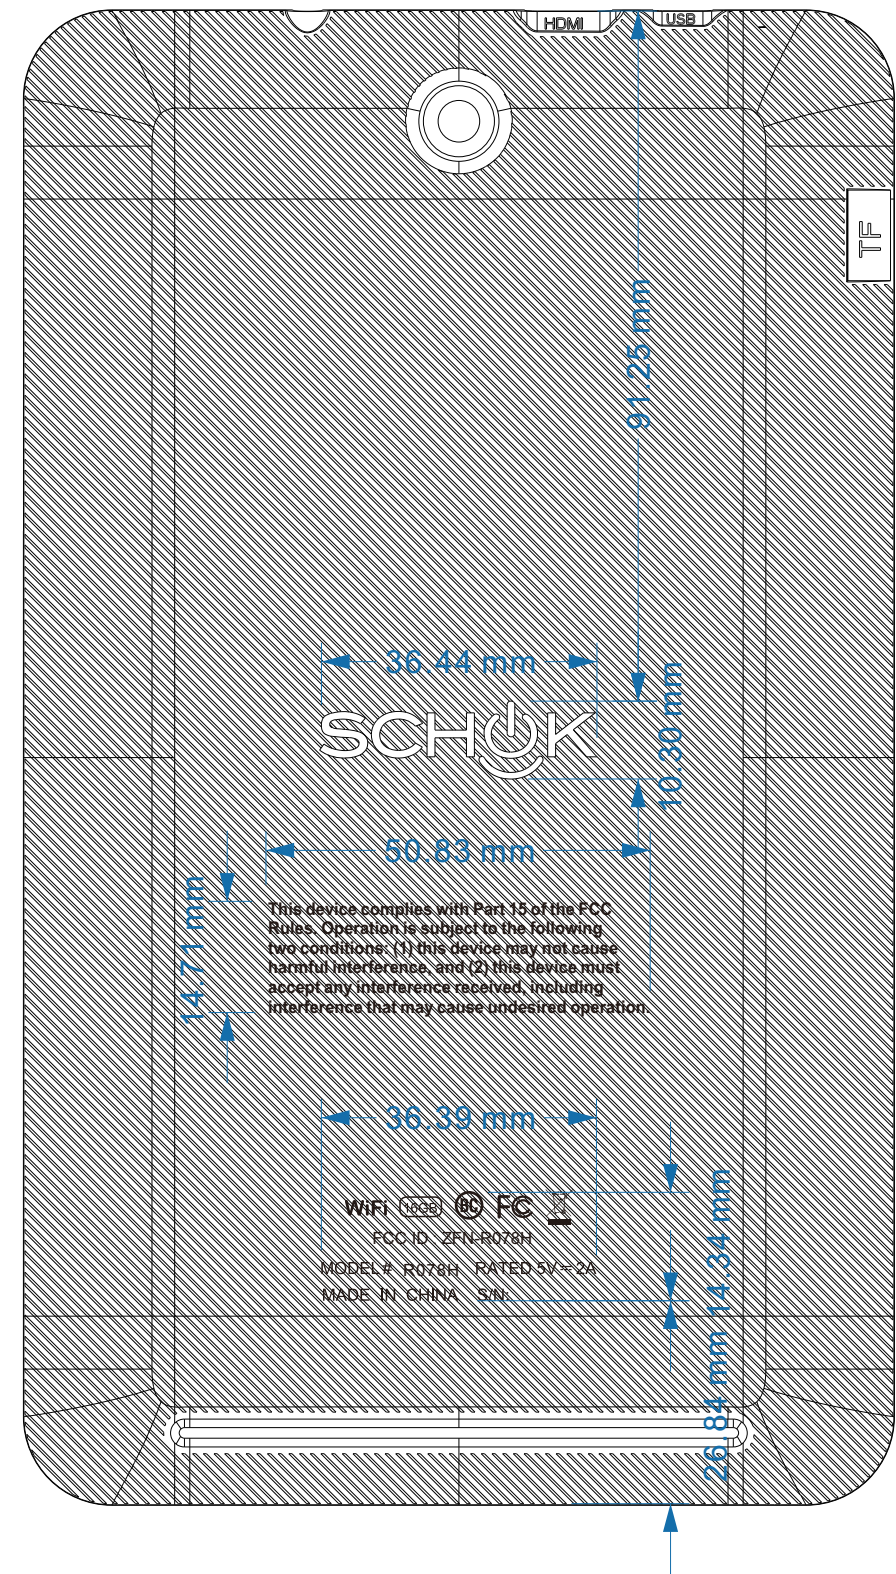 HDMI
USB
TF
91.25 mm
36.44 mm
SCHOK
10.30 mm
50.83 mm
14.71 mm
This device complies with Part 15 of the FCC
Rules. Operation is subject to the following
two conditions: (1) this device may not cause
harmful interference, and (2) this device must
accept any interference received, including
interference that may cause undesired operation.
36.39 mm
WiFi 16GB BC FC
14.34 mm
FCC ID ZFN-R078H
MODEL # R078H RATED 5V⎓2A
MADE IN CHINA S/N:
26.84 mm